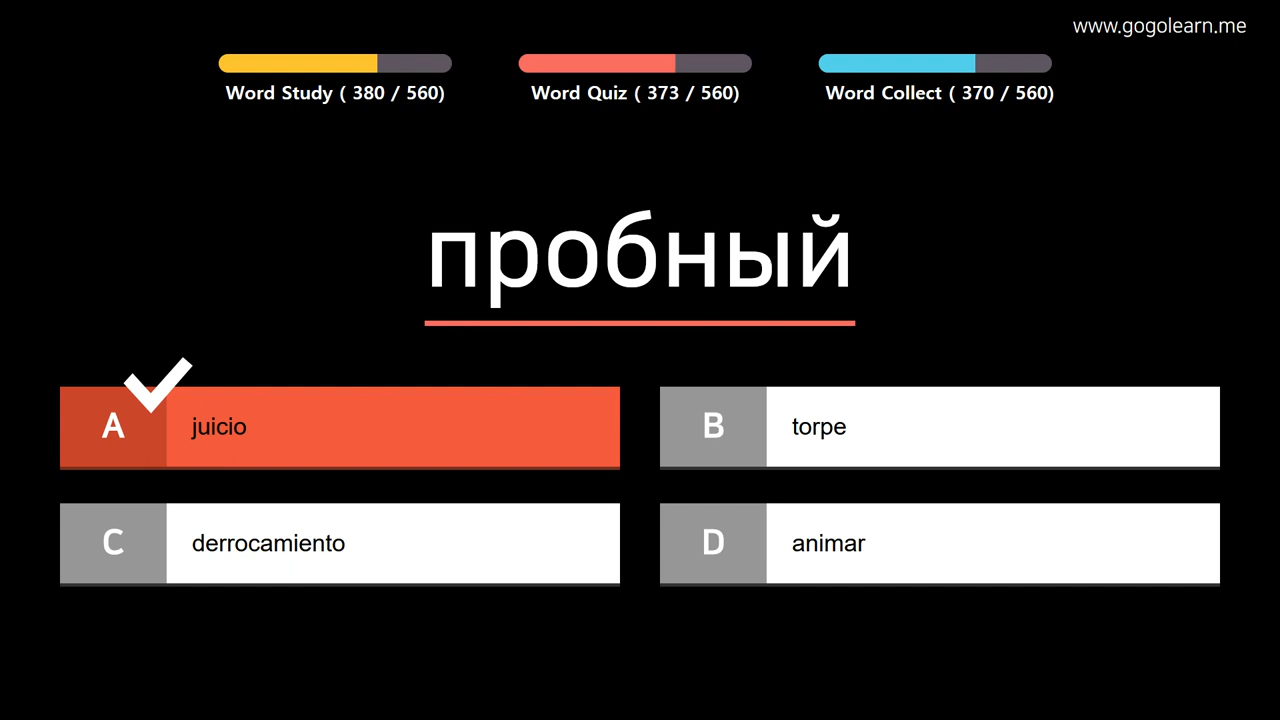 www.gogolearn.me
Word Study ( 380 / 560)
Word Quiz ( 373 / 560)
Word Collect ( 370 / 560)
пробный
A juicio
B torpe
C derrocamiento
D animar